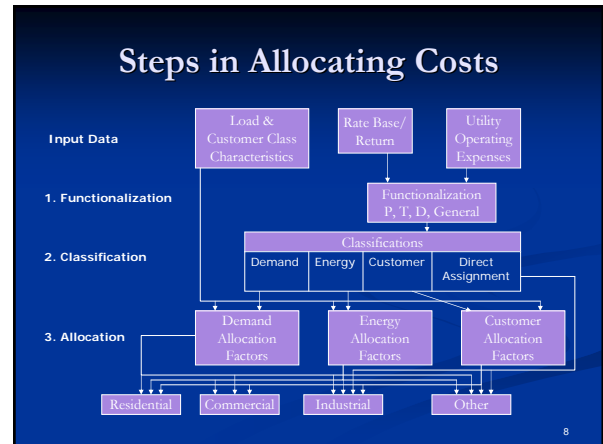 Steps in Allocating Costs
Input Data
Load &
Customer Class
Characteristics
Rate Base/
Return
Utility
Operating
Expenses
1. Functionalization
Functionalization
P, T, D, General
2. Classification
Classifications
Demand
Energy
Customer
Direct
Assignment
3. Allocation
Demand
Allocation
Factors
Energy
Allocation
Factors
Customer
Allocation
Factors
Residential
Commercial
Industrial
Other
8